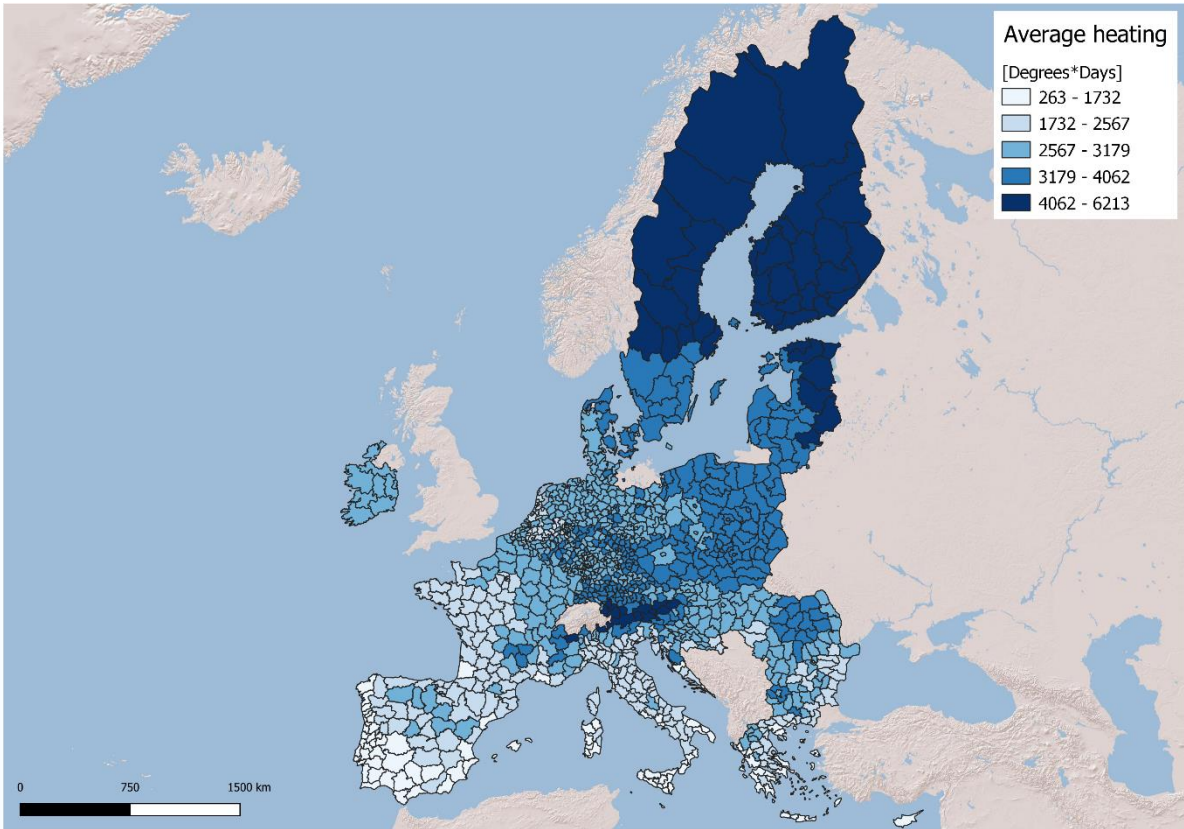 Average heating
[Degrees*Days]
263 - 1732
1732 - 2567
2567 - 3179
3179 - 4062
4062 - 6213
0 750 1500 km